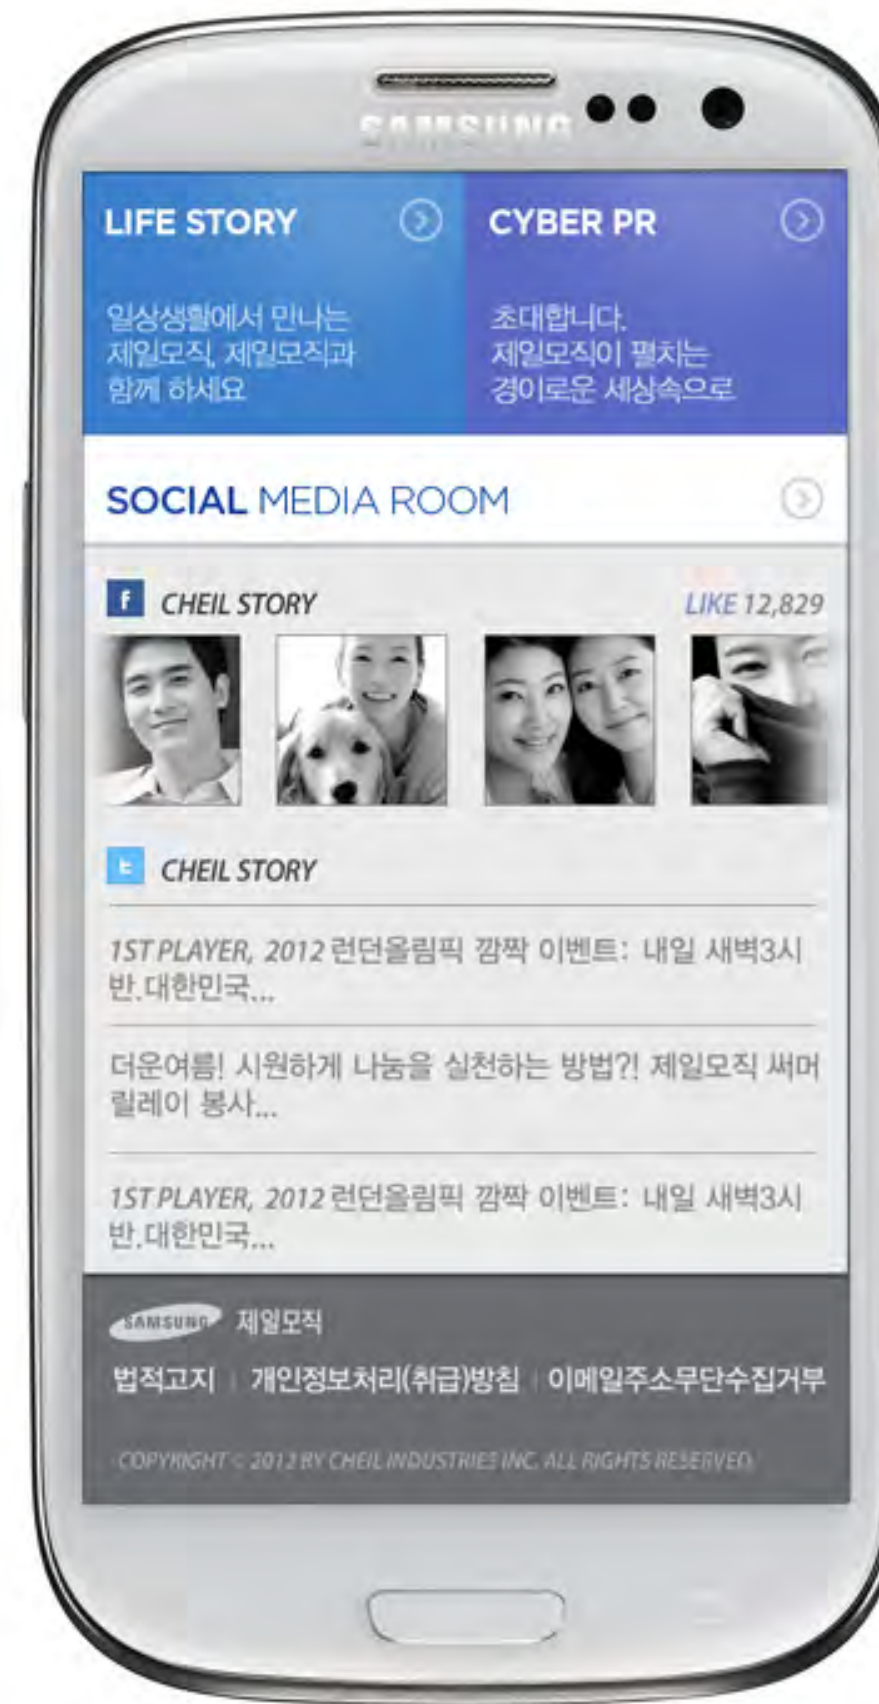 SAMSUNG
LIFE STORY
일상생활에서 만나는
제일모직, 제일모직과
함께 하세요
CYBER PR
초대합니다.
제일모직이 펼치는
경이로운 세상속으로
SOCIAL MEDIA ROOM
f CHEIL STORY LIKE 12,829
t CHEIL STORY
1ST PLAYER, 2012 런던올림픽 깜짝 이벤트: 내일 새벽3시
반.대한민국...
더운여름! 시원하게 나눔을 실천하는 방법?! 제일모직 써머
릴레이 봉사...
1ST PLAYER, 2012 런던올림픽 깜짝 이벤트: 내일 새벽3시
반.대한민국...
SAMSUNG 제일모직
법적고지 | 개인정보처리(취급)방침 | 이메일주소무단수집거부
COPYRIGHT © 2012 BY CHEIL INDUSTRIES INC. ALL RIGHTS RESERVED.